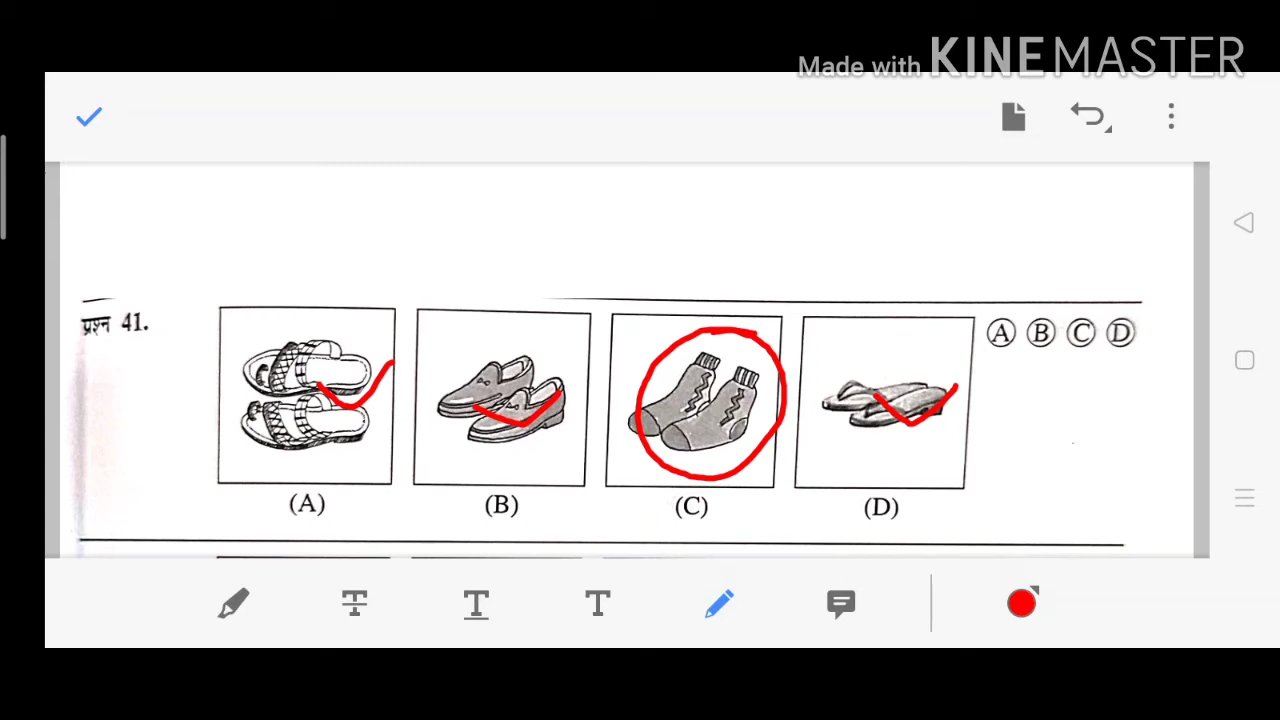 Made with KINEMASTER
प्रश्न 41.
A B C D
(A) (B) (C) (D)
T T T